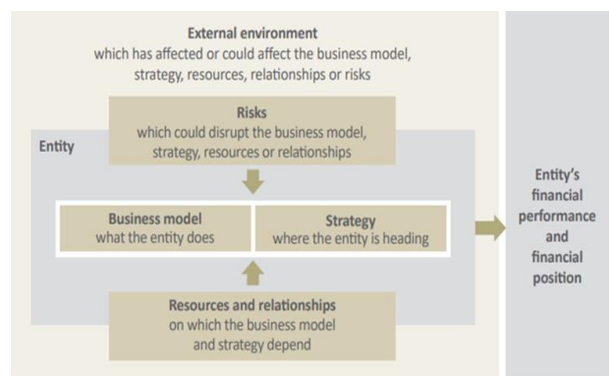 External environment
which has affected or could affect the business model,
strategy, resources, relationships or risks
Risks
which could disrupt the business model,
strategy, resources or relationships
Entity
Business model
what the entity does
Strategy
where the entity is heading
Resources and relationships
on which the business model
and strategy depend
Entity's
financial
performance
and
financial
position